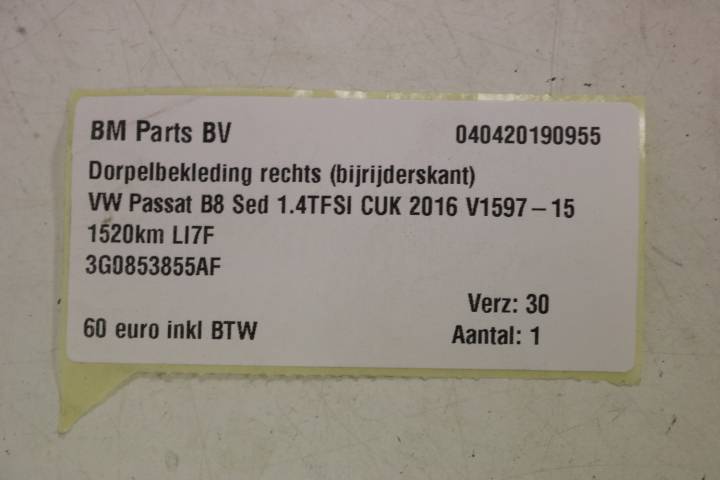 BM Parts BV 040420190955
Dorpelbekleding rechts (bijrijderskant)
VW Passat B8 Sed 1.4TFSI CUK 2016 V1597-15
1520km LI7F
3G0853855AF
Verz: 30
60 euro inkl BTW Aantal: 1